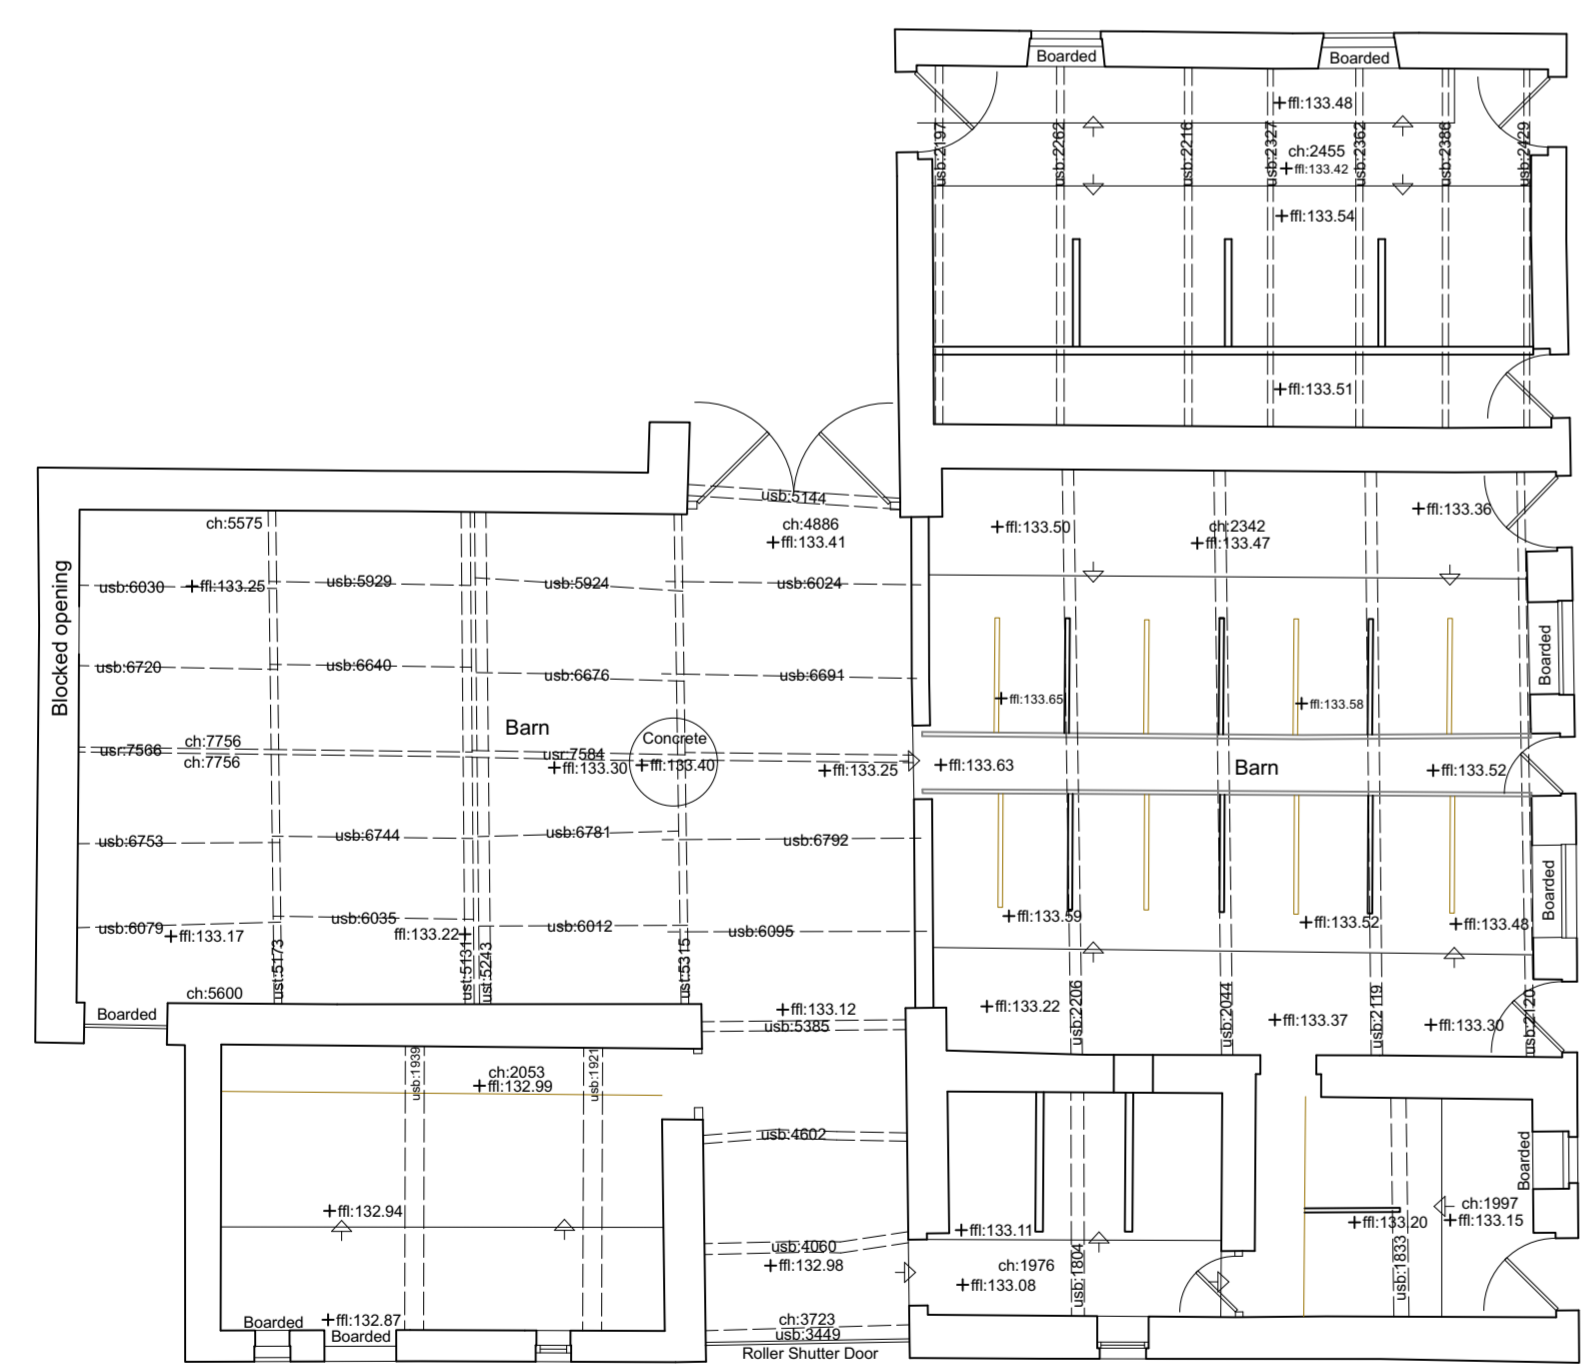 Boarded
Boarded
+ffl:133.48
usb:2197
usb:2262
usb:2216
usb:2327
usb:2362
usb:2386
usb:2429
ch:2455
+ffl:133.42
+ffl:133.54
+ffl:133.51
usb:5144
ch:5575
ch:4886
+ffl:133.41
+ffl:133.50
ch:2342
+ffl:133.47
+ffl:133.36
Blocked opening
usb:6030
+ffl:133.25
usb:5929
usb:5924
usb:6024
Boarded
usb:6720
usb:6640
usb:6676
usb:6691
+ffl:133.65
+ffl:133.58
Barn
Concrete
usr:7566
ch:7756
ch:7756
usr:7584
+ffl:133.30
+ffl:133.40
+ffl:133.25
+ffl:133.63
Barn
+ffl:133.52
usb:6753
usb:6744
usb:6781
usb:6792
Boarded
usb:6079
+ffl:133.17
usb:6035
ffl:133.22+
usb:6012
usb:6095
+ffl:133.59
+ffl:133.52
+ffl:133.48
ust:5173
ust:5131
ust:5243
ust:5315
ch:5600
Boarded
+ffl:133.12
usb:5385
+ffl:133.22
usb:2206
usb:2044
+ffl:133.37
usb:2119
+ffl:133.30
usb:2120
usb:1939
ch:2053
+ffl:132.99
usb:1921
usb:4602
Boarded
+ffl:132.94
usb:4060
+ffl:132.98
+ffl:133.11
ch:1976
+ffl:133.08
usb:1804
+ffl:133.20
usb:1833
ch:1997
+ffl:133.15
+ffl:132.87
Boarded
Boarded
ch:3723
usb:3449
Roller Shutter Door